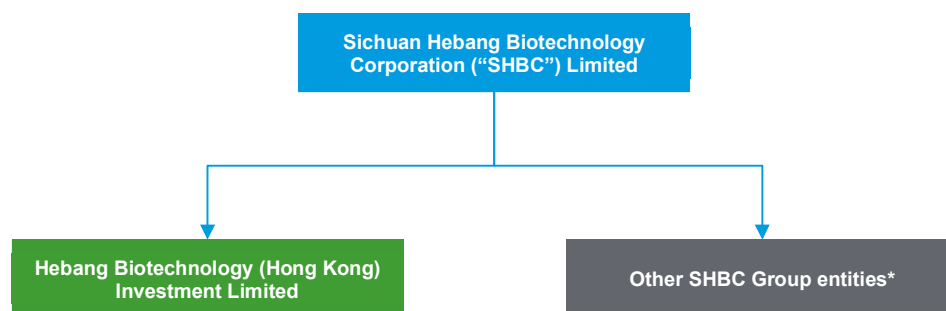 Sichuan Hebang Biotechnology
Corporation (“SHBC”) Limited
Hebang Biotechnology (Hong Kong)
Investment Limited
Other SHBC Group entities*